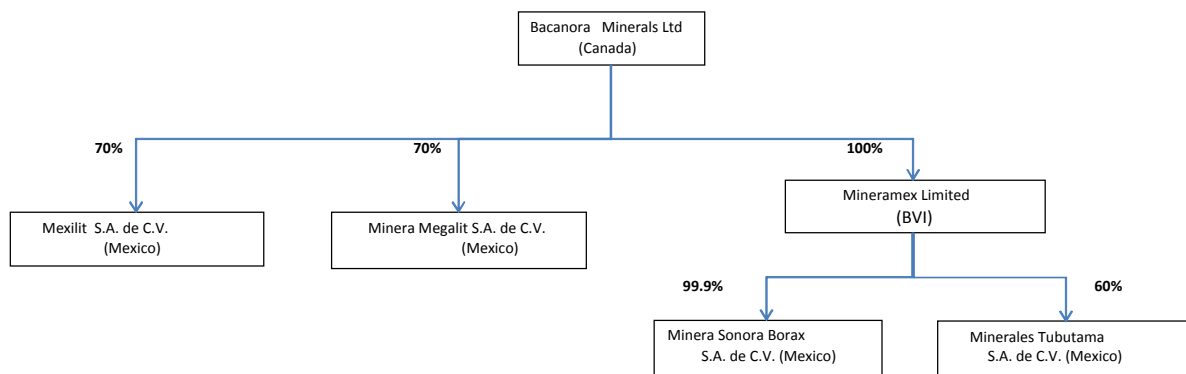 Bacanora Minerals Ltd
(Canada)
70%
70%
100%
Mexilit S.A. de C.V.
(Mexico)
Minera Megalit S.A. de C.V.
(Mexico)
Mineramex Limited
(BVI)
99.9%
60%
Minera Sonora Borax
S.A. de C.V. (Mexico)
Minerales Tubutama
S.A. de C.V. (Mexico)